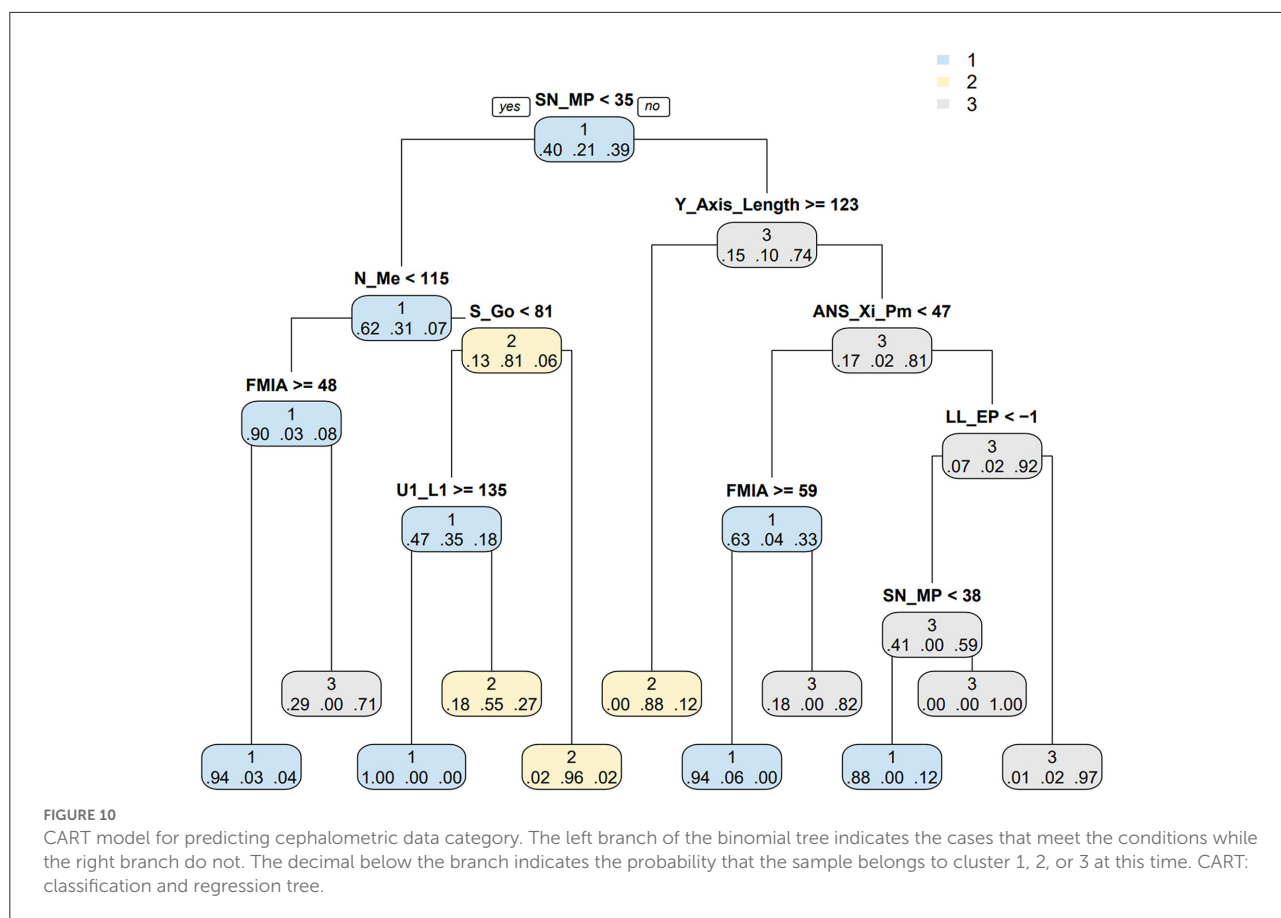 1
2
3
SN_MP < 35
yes
no
1
.40 .21 .39
Y_Axis_Length >= 123
3
.15 .10 .74
N_Me < 115
1
.62 .31 .07
S_Go < 81
2
.13 .81 .06
ANS_Xi_Pm < 47
3
.17 .02 .81
FMIA >= 48
1
.90 .03 .08
LL_EP < −1
3
.07 .02 .92
U1_L1 >= 135
1
.47 .35 .18
FMIA >= 59
1
.63 .04 .33
SN_MP < 38
3
.41 .00 .59
3
.29 .00 .71
2
.18 .55 .27
2
.00 .88 .12
3
.18 .00 .82
3
.00 .00 1.00
1
.94 .03 .04
1
1.00 .00 .00
2
.02 .96 .02
1
.94 .06 .00
1
.88 .00 .12
3
.01 .02 .97
FIGURE 10
CART model for predicting cephalometric data category. The left branch of the binomial tree indicates the cases that meet the conditions while
the right branch do not. The decimal below the branch indicates the probability that the sample belongs to cluster 1, 2, or 3 at this time. CART:
classification and regression tree.